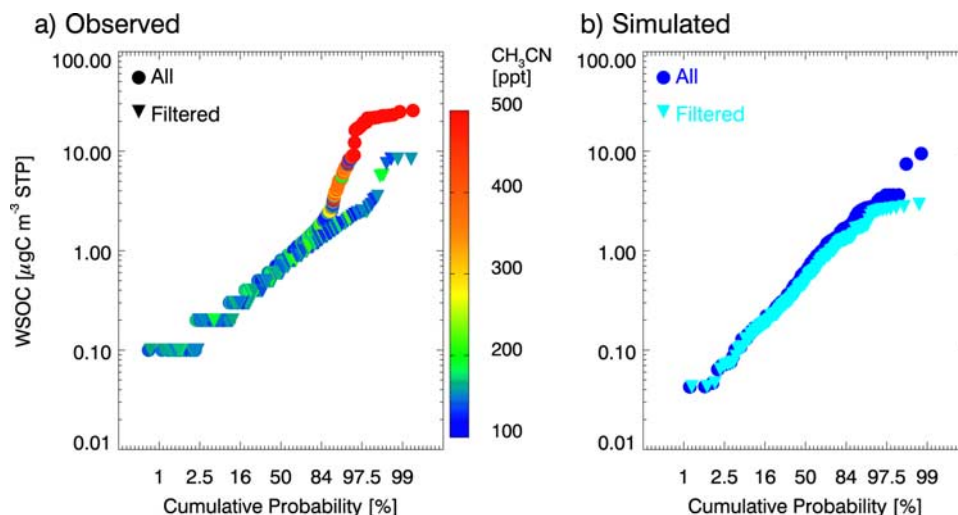 a) Observed
b) Simulated
CH₃CN
[ppt]
100.00
10.00
1.00
0.10
0.01
WSOC [µgC m⁻³ STP]
All
Filtered
1 2.5 16 50 84 97.5 99
Cumulative Probability [%]
500
400
300
200
100
100.00
10.00
1.00
0.10
0.01
All
Filtered
1 2.5 16 50 84 97.5 99
Cumulative Probability [%]